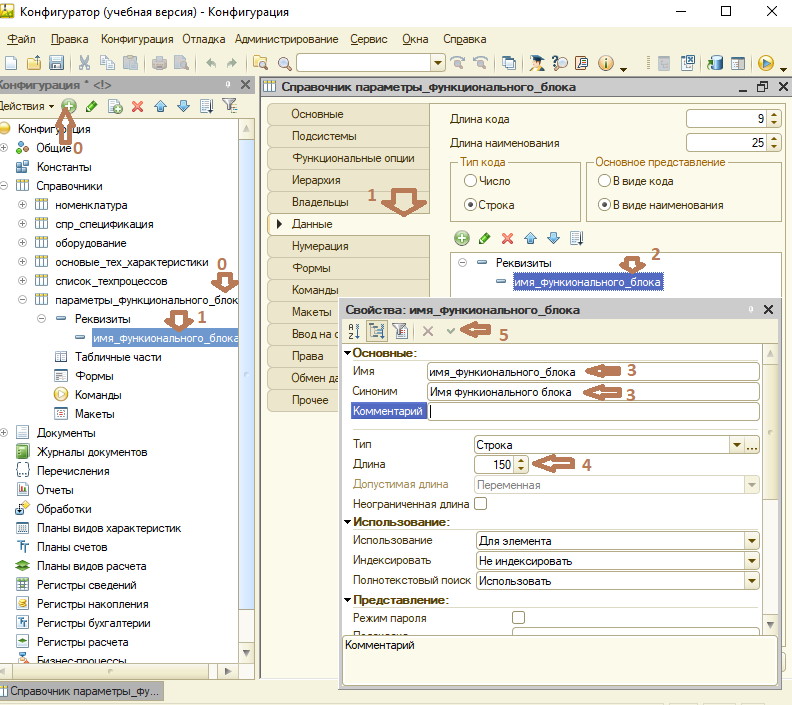 Конфигуратор (учебная версия) - Конфигурация
Файл Правка Конфигурация Отладка Администрирование Сервис Окна Справка
Конфигурация * <!>
Действия
0
Конфигурация
Общие
Константы
Справочники
номенклатура
спр_спецификация
оборудование
основые_тех_характеристики
0
список_техпроцессов
параметры_функционального_блок
Реквизиты
1
имя_функионального_блока
Табличные части
Формы
Команды
Макеты
Документы
Журналы документов
Перечисления
Отчеты
Обработки
Планы видов характеристик
Планы счетов
Планы видов расчета
Регистры сведений
Регистры накопления
Регистры бухгалтерии
Регистры расчета
Бизнес-процессы
Справочник параметры_фу...
Справочник параметры_функционального_блока
Основные
Подсистемы
Функциональные опции
Иерархия
Владельцы
1
Данные
Нумерация
Формы
Команды
Макеты
Ввод на о
Права
Обмен да
Прочее
Длина кода 9
Длина наименования 25
Тип кода
Число
Строка
Основное представление
В виде кода
В виде наименования
Реквизиты
2
имя_функионального_блока
Свойства: имя_функионального_блока
5
Основные:
Имя имя_функионального_блока 3
Синоним Имя функионального блока 3
Комментарий
Тип Строка
Длина 150 4
Допустимая длина Переменная
Неограниченная длина
Использование:
Использование Для элемента
Индексировать Не индексировать
Полнотекстовый поиск Использовать
Представление:
Режим пароля
Комментарий